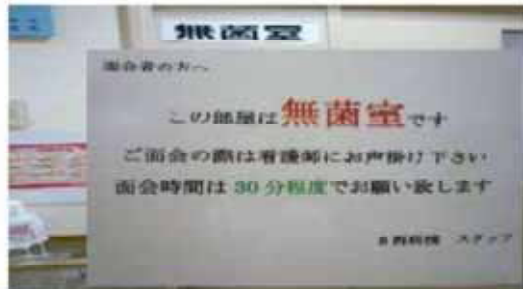 無菌室
面会者の方へ
この部屋は無菌室です
ご面会の際は看護師にお声掛け下さい
面会時間は30分程度でお願い致します
スタッフ